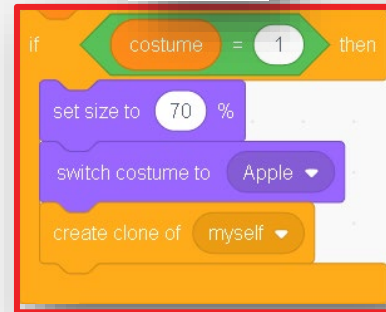 if costume = 1 then
set size to 70 %
switch costume to Apple
create clone of myself